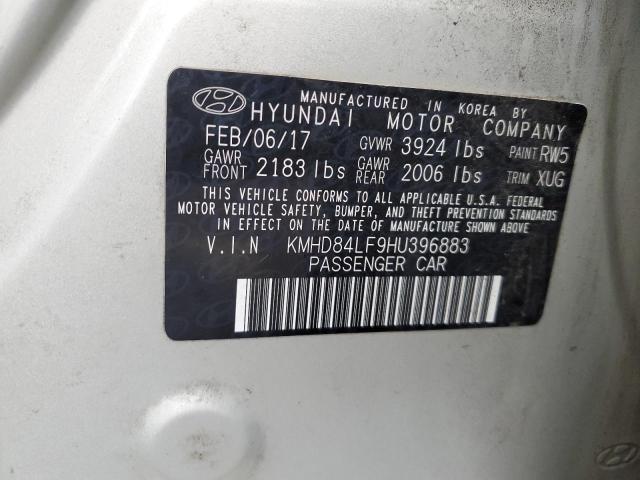 MANUFACTURED IN KOREA BY
HYUNDAI MOTOR COMPANY
FEB/06/17 GVWR 3924 lbs PAINT RW5
GAWR FRONT 2183 lbs GAWR REAR 2006 lbs TRIM XUG
THIS VEHICLE CONFORMS TO ALL APPLICABLE U.S.A. FEDERAL
MOTOR VEHICLE SAFETY, BUMPER, AND THEFT PREVENTION STANDARDS
IN EFFECT ON THE DATE OF MANUFACTURE SHOWN ABOVE.
V.I.N KMHD84LF9HU396883
PASSENGER CAR